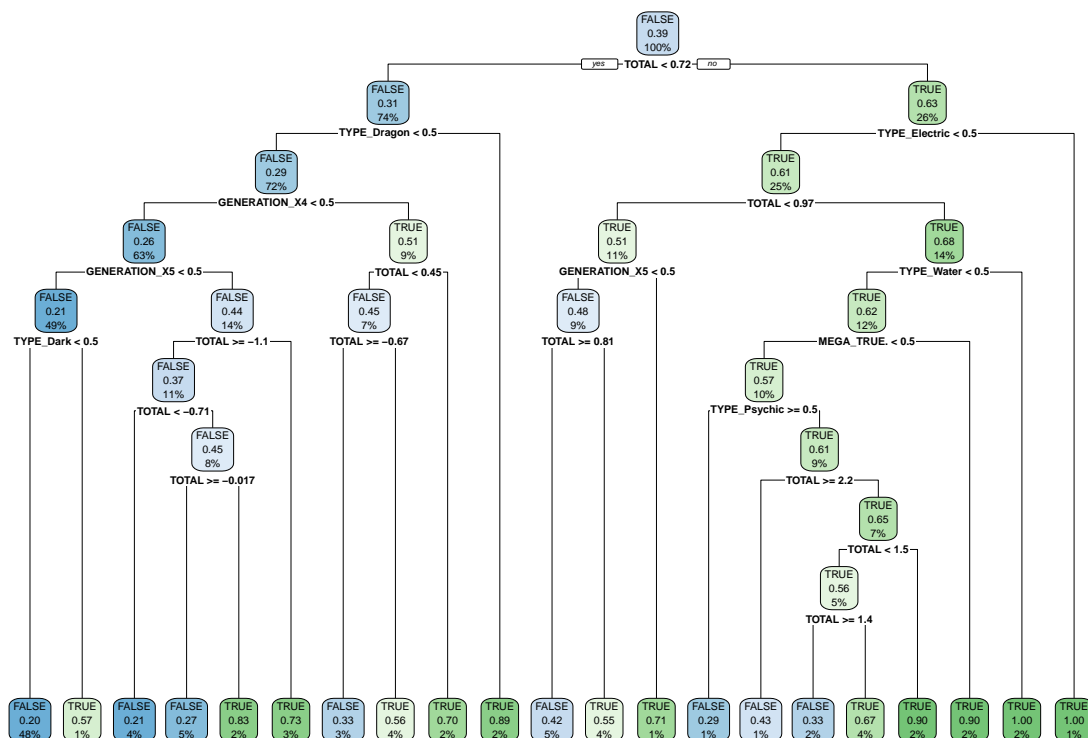 FALSE
0.39
100%
yes TOTAL < 0.72 no
FALSE
0.31
74%
TYPE_Dragon < 0.5
TRUE
0.63
26%
TYPE_Electric < 0.5
FALSE
0.29
72%
GENERATION_X4 < 0.5
TRUE
0.61
25%
TOTAL < 0.97
FALSE
0.26
63%
GENERATION_X5 < 0.5
TRUE
0.51
9%
TOTAL < 0.45
TRUE
0.51
11%
GENERATION_X5 < 0.5
TRUE
0.68
14%
TYPE_Water < 0.5
FALSE
0.21
49%
TYPE_Dark < 0.5
FALSE
0.44
14%
TOTAL >= −1.1
FALSE
0.45
7%
TOTAL >= −0.67
FALSE
0.48
9%
TOTAL >= 0.81
TRUE
0.62
12%
MEGA_TRUE. < 0.5
FALSE
0.37
11%
TOTAL < −0.71
TRUE
0.57
10%
TYPE_Psychic >= 0.5
FALSE
0.45
8%
TOTAL >= −0.017
TRUE
0.61
9%
TOTAL >= 2.2
TRUE
0.65
7%
TOTAL < 1.5
TRUE
0.56
5%
TOTAL >= 1.4
FALSE
0.20
48%
TRUE
0.57
1%
FALSE
0.21
4%
FALSE
0.27
5%
TRUE
0.83
2%
TRUE
0.73
3%
FALSE
0.33
3%
TRUE
0.56
4%
TRUE
0.70
2%
TRUE
0.89
2%
FALSE
0.42
5%
TRUE
0.55
4%
TRUE
0.71
1%
FALSE
0.29
1%
FALSE
0.43
1%
FALSE
0.33
2%
TRUE
0.67
4%
TRUE
0.90
2%
TRUE
0.90
2%
TRUE
1.00
2%
TRUE
1.00
1%